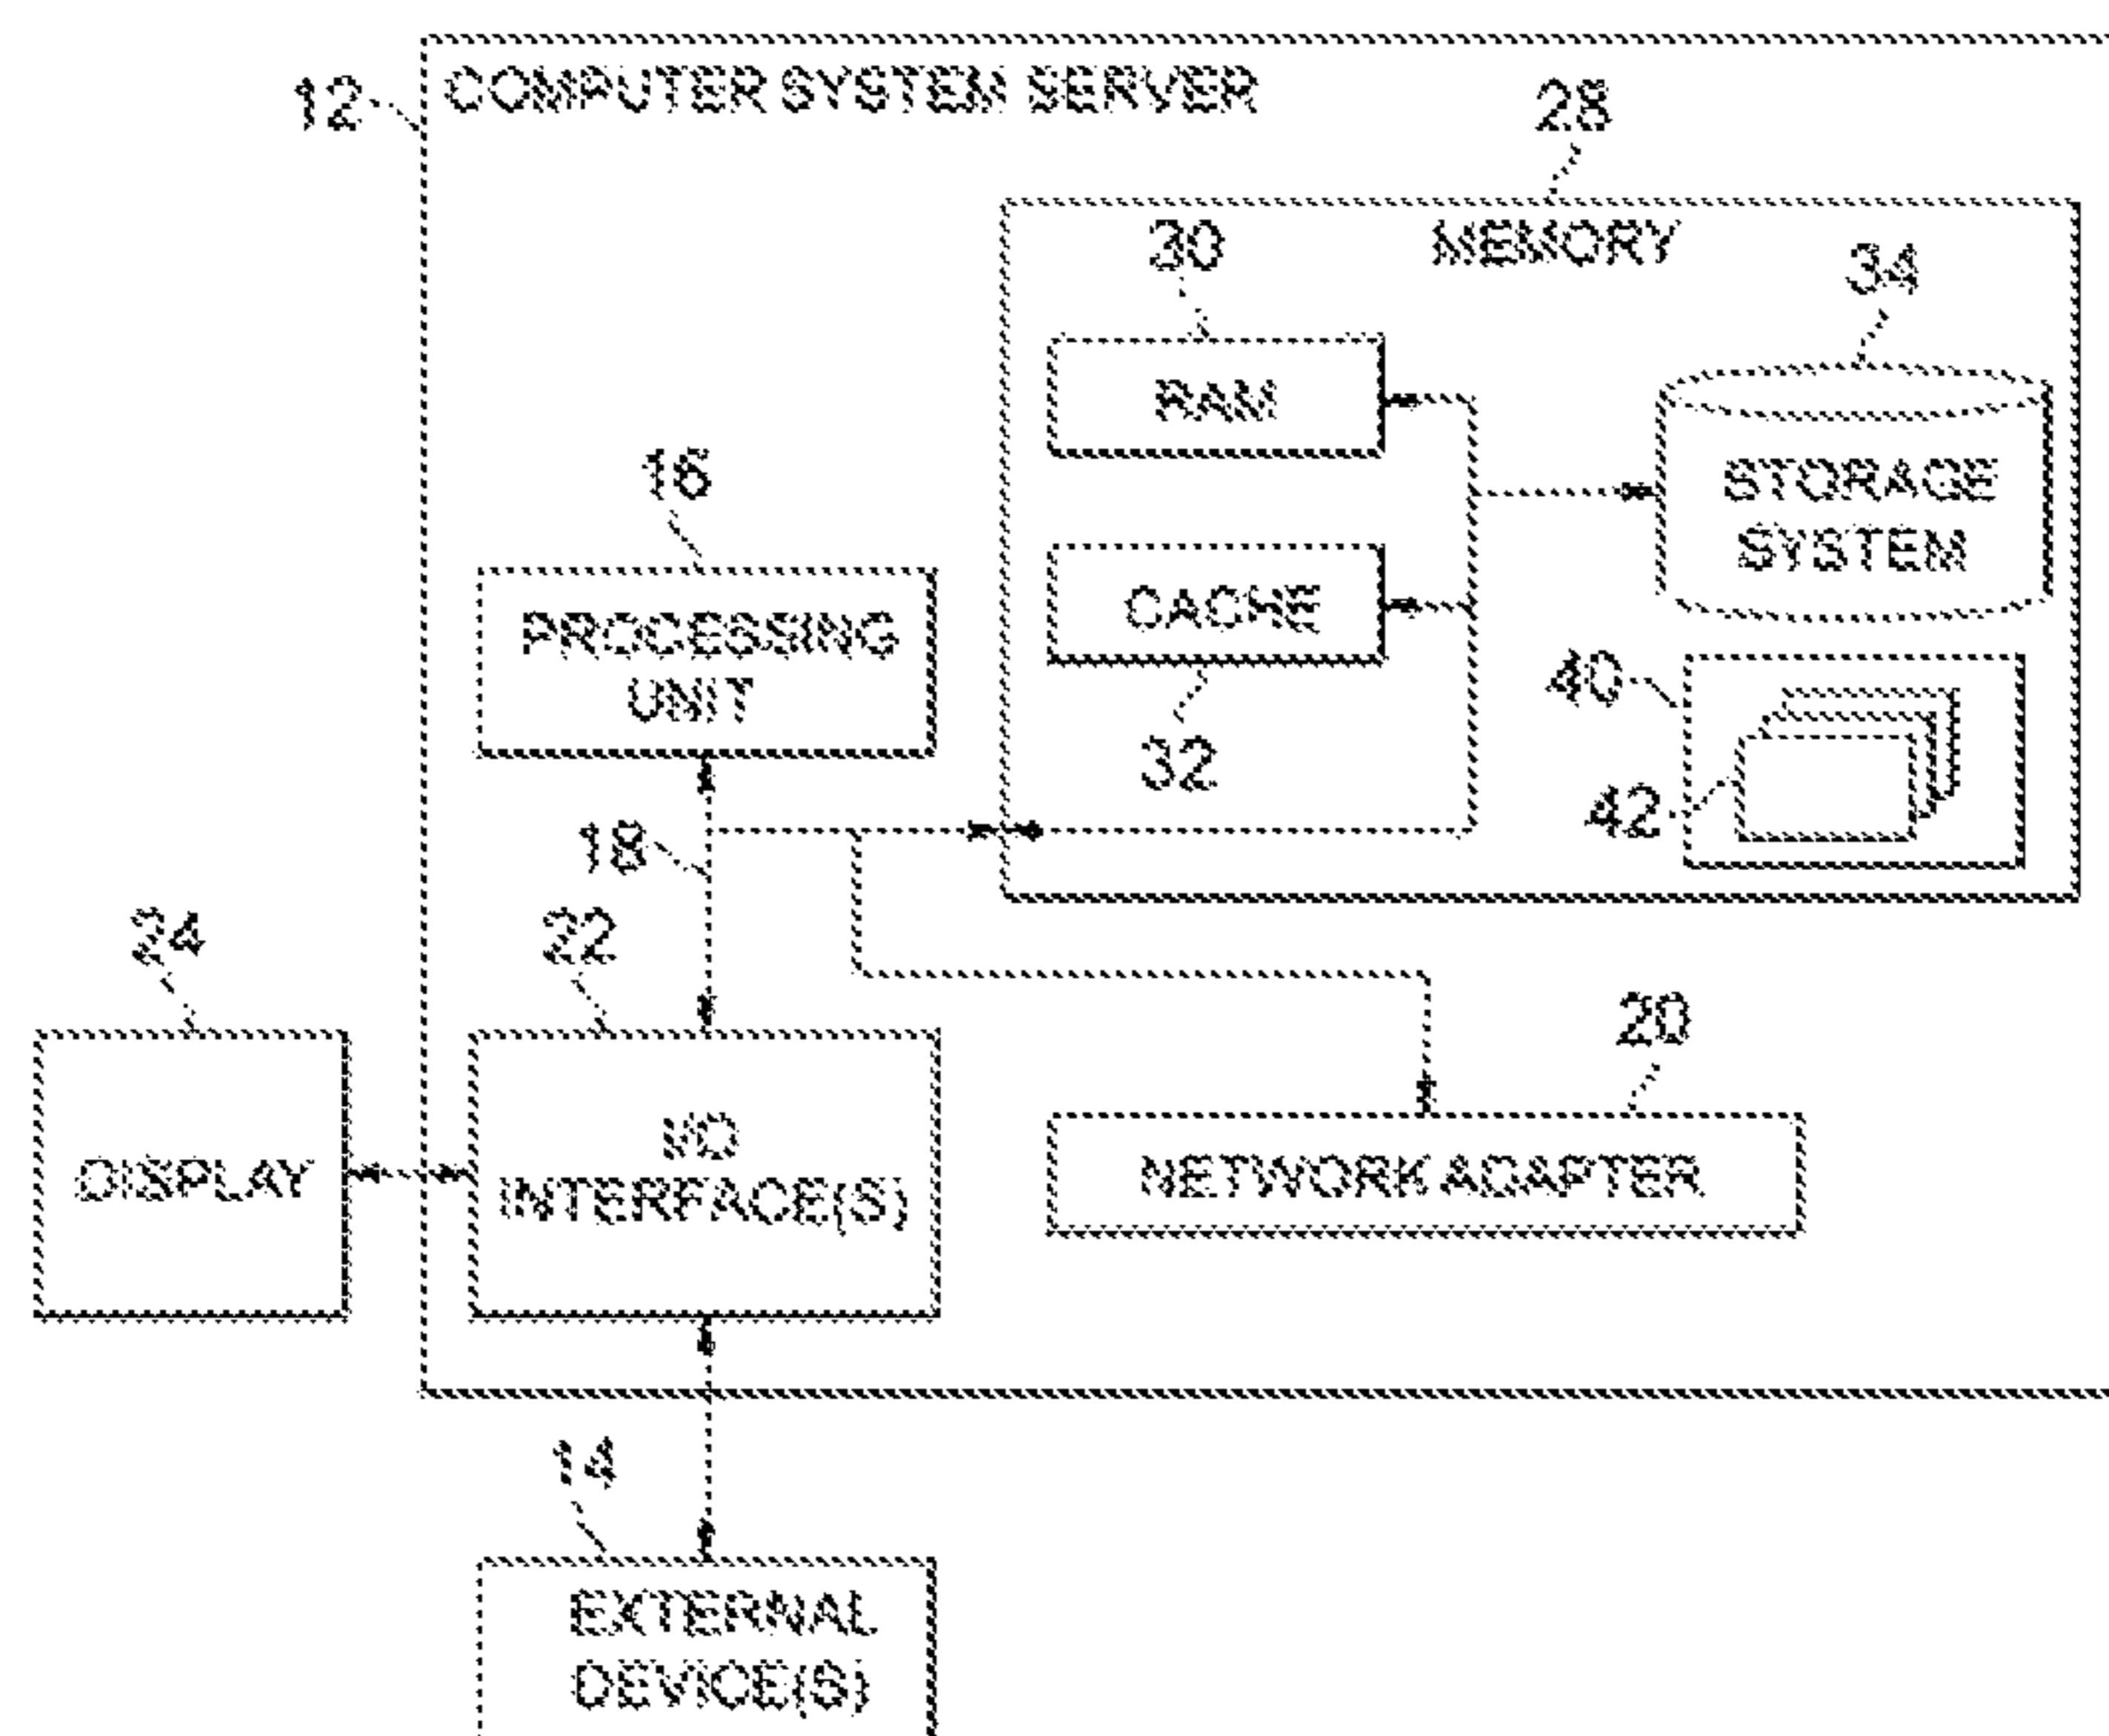 12
COMPUTER SYSTEM SERVER
28
MEMORY
30
34
RAM
STORAGE
SYSTEM
16
PROCESSING
UNIT
CACHE
32
40
42
18
24
22
20
DISPLAY
I/O
INTERFACE(S)
NETWORK ADAPTER
14
EXTERNAL
DEVICE(S)